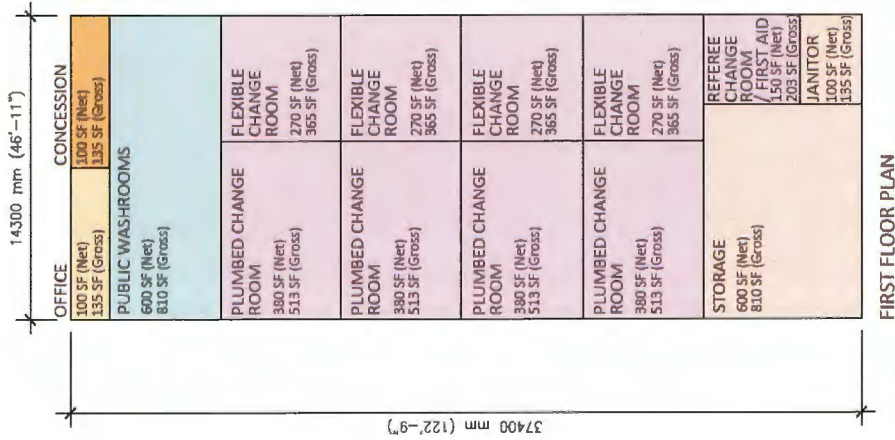 14300 mm (46'-11")
OFFICE
CONCESSION
100 SF (Net)
135 SF (Gross)
100 SF (Net)
135 SF (Gross)
PUBLIC WASHROOMS
600 SF (Net)
810 SF (Gross)
PLUMBED CHANGE
ROOM
380 SF (Net)
513 SF (Gross)
FLEXIBLE
CHANGE
ROOM
270 SF (Net)
365 SF (Gross)
PLUMBED CHANGE
ROOM
380 SF (Net)
513 SF (Gross)
FLEXIBLE
CHANGE
ROOM
270 SF (Net)
365 SF (Gross)
PLUMBED CHANGE
ROOM
380 SF (Net)
513 SF (Gross)
FLEXIBLE
CHANGE
ROOM
270 SF (Net)
365 SF (Gross)
PLUMBED CHANGE
ROOM
380 SF (Net)
513 SF (Gross)
FLEXIBLE
CHANGE
ROOM
270 SF (Net)
365 SF (Gross)
STORAGE
600 SF (Net)
810 SF (Gross)
REFEREE
CHANGE
ROOM
/ FIRST AID
150 SF (Net)
203 SF (Gross)
JANITOR
100 SF (Net)
135 SF (Gross)
37400 mm (122'-9")
FIRST FLOOR PLAN